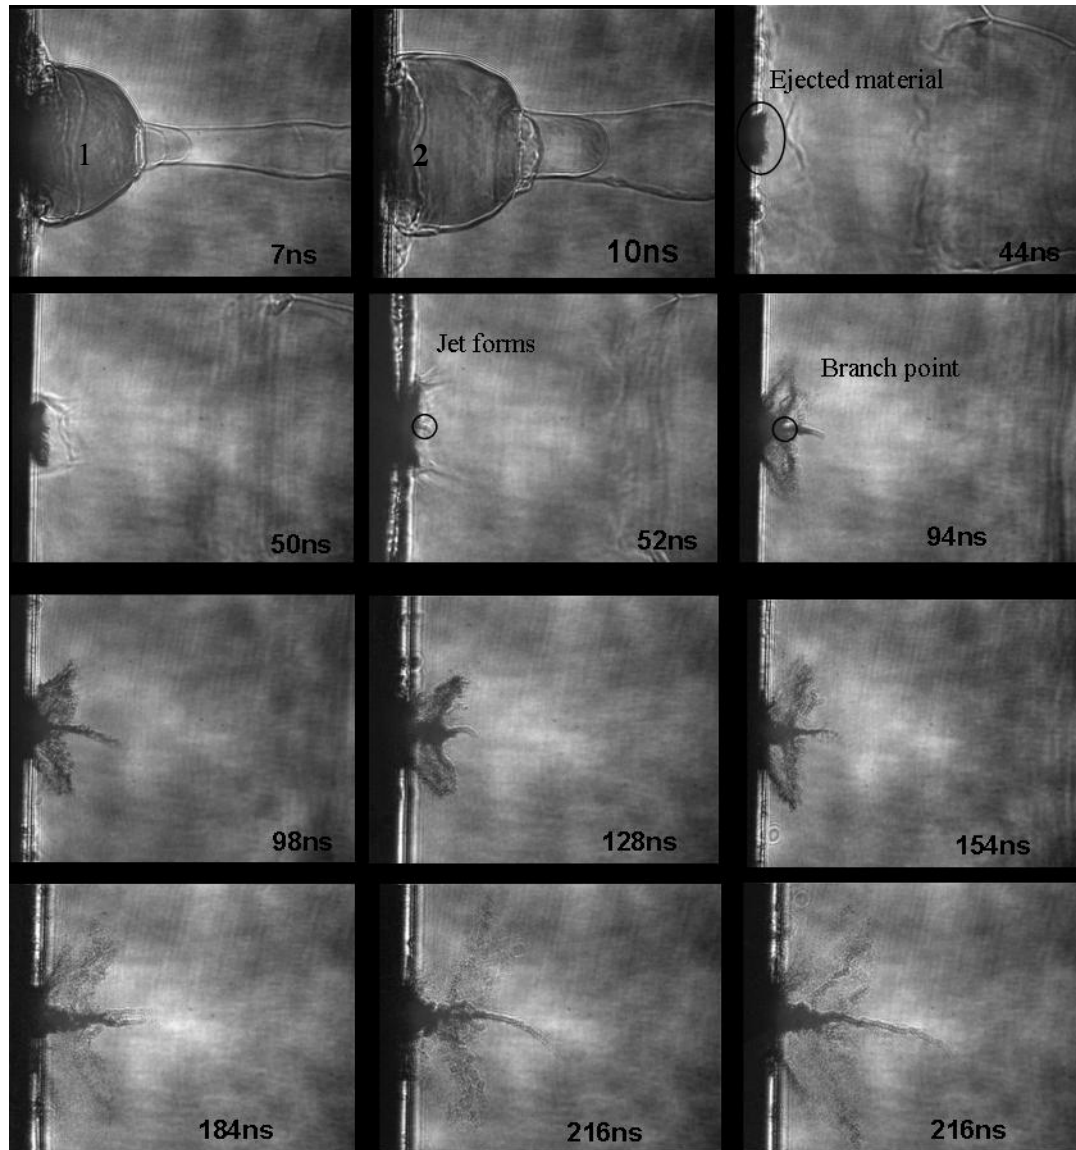 1
7ns
2
10ns
Ejected material
44ns
50ns
Jet forms
52ns
Branch point
94ns
98ns
128ns
154ns
184ns
216ns
216ns